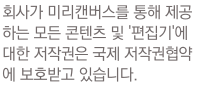 회사가 미리캔버스를 통해 제공
하는 모든 콘텐츠 및 '편집기'에
대한 저작권은 국제 저작권협약
에 보호받고 있습니다.